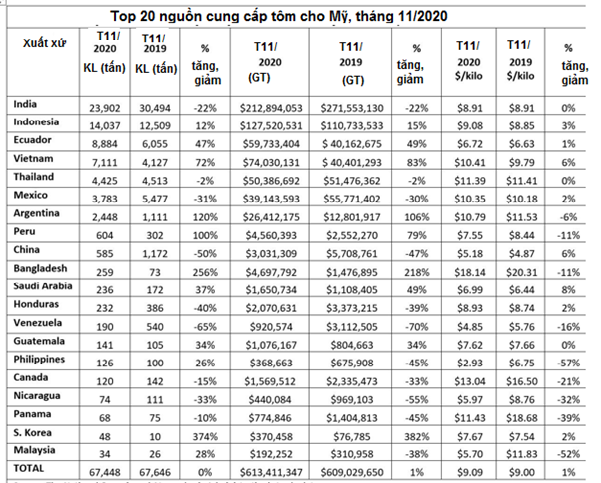 Top 20 nguồn cung cấp tôm cho Mỹ, tháng 11/2020
Xuất xứ T11/ 2020 KL (tấn) T11/ 2019 KL (tấn) % tăng, giảm T11/ 2020 (GT) T11/ 2019, (GT) % tăng, giảm T11/ 2020 $/kilo T11/ 2019 $/kilo % tăng, giảm
India 23,902 30,494 -22% $212,894,053 $271,553,130 -22% $8.91 $8.91 0%
Indonesia 14,037 12,509 12% $127,520,531 $110,733,533 15% $9.08 $8.85 3%
Ecuador 8,884 6,055 47% $59,733,404 $ 40,162,675 49% $6.72 $6.63 1%
Vietnam 7,111 4,127 72% $74,030,131 $ 40,401,293 83% $10.41 $9.79 6%
Thailand 4,425 4,513 -2% $50,386,692 $51,476,362 -2% $11.39 $11.41 0%
Mexico 3,783 5,477 -31% $39,143,593 $55,771,402 -30% $10.35 $10.18 2%
Argentina 2,448 1,111 120% $26,412,175 $12,801,917 106% $10.79 $11.53 -6%
Peru 604 302 100% $4,560,393 $2,552,270 79% $7.55 $8.44 -11%
China 585 1,172 -50% $3,031,309 $5,708,761 -47% $5.18 $4.87 6%
Bangladesh 259 73 256% $4,697,792 $1,476,895 218% $18.14 $20.31 -11%
Saudi Arabia 236 172 37% $1,650,734 $1,108,405 49% $6.99 $6.44 8%
Honduras 232 386 -40% $2,070,631 $3,373,215 -39% $8.93 $8.74 2%
Venezuela 190 540 -65% $920,574 $3,112,505 -70% $4.85 $5.76 -16%
Guatemala 141 105 34% $1,076,167 $804,663 34% $7.62 $7.66 0%
Philippines 126 100 26% $368,663 $675,908 -45% $2.93 $6.75 -57%
Canada 120 142 -15% $1,569,512 $2,335,473 -33% $13.04 $16.50 -21%
Nicaragua 74 111 -33% $440,084 $969,103 -55% $5.97 $8.76 -32%
Panama 68 75 -10% $774,846 $1,404,813 -45% $11.43 $18.68 -39%
S. Korea 48 10 374% $370,458 $76,785 382% $7.67 $7.54 2%
Malaysia 34 26 28% $192,252 $310,958 -38% $5.70 $11.83 -52%
TOTAL 67,448 67,646 0% $613,411,347 $609,029,650 1% $9.09 $9.00 1%